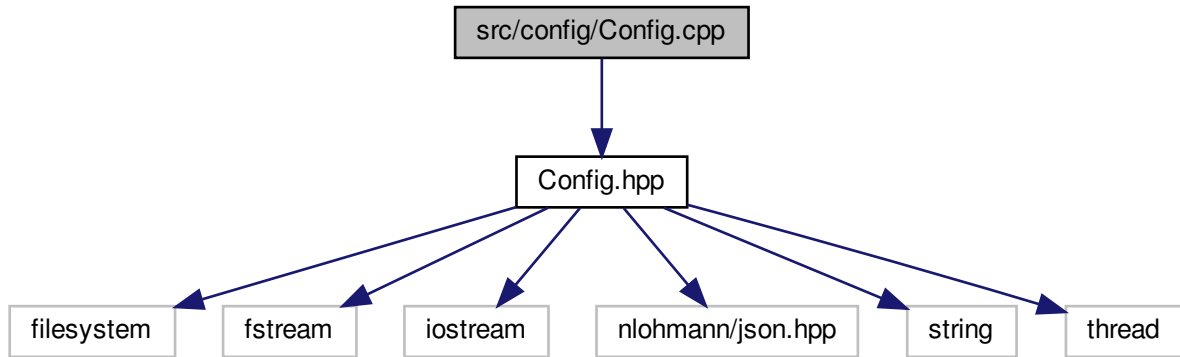 src/config/Config.cpp
Config.hpp
filesystem
fstream
iostream
nlohmann/json.hpp
string
thread